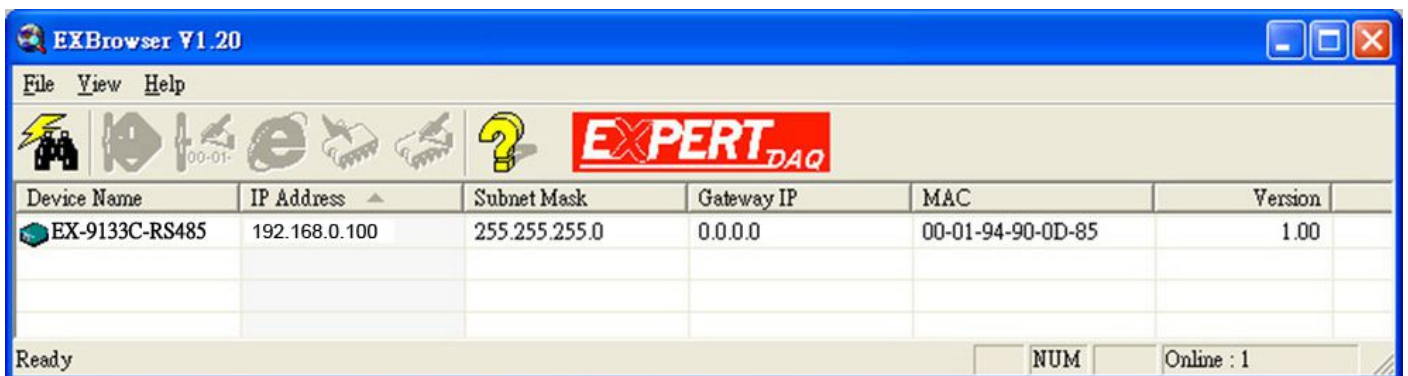 EXBrowser V1.20
File View Help
00-01-
EXPERT DAQ
Device Name IP Address Subnet Mask Gateway IP MAC Version
EX-9133C-RS485 192.168.0.100 255.255.255.0 0.0.0.0 00-01-94-90-0D-85 1.00
Ready NUM Online : 1